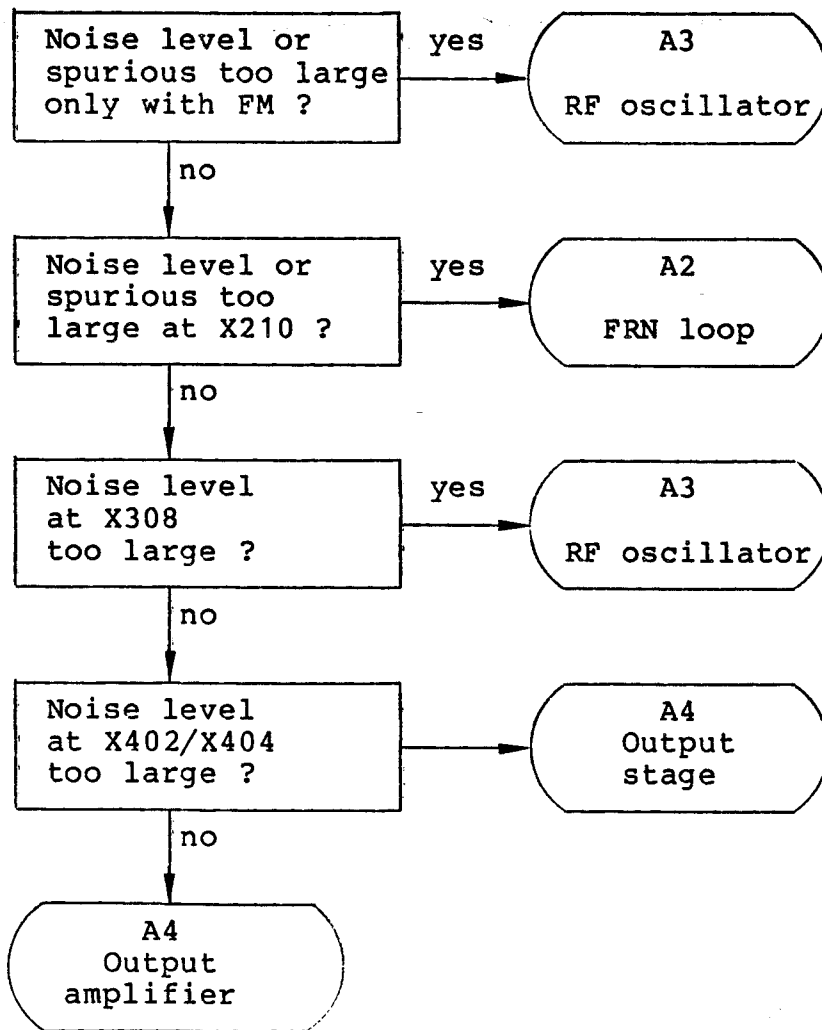 Noise level or
spurious too large
only with FM ?
yes
A3
RF oscillator
no
Noise level or
spurious too
large at X210 ?
yes
A2
FRN loop
no
Noise level
at X308
too large ?
yes
A3
RF oscillator
no
Noise level
at X402/X404
too large ?
A4
Output
stage
no
A4
Output
amplifier